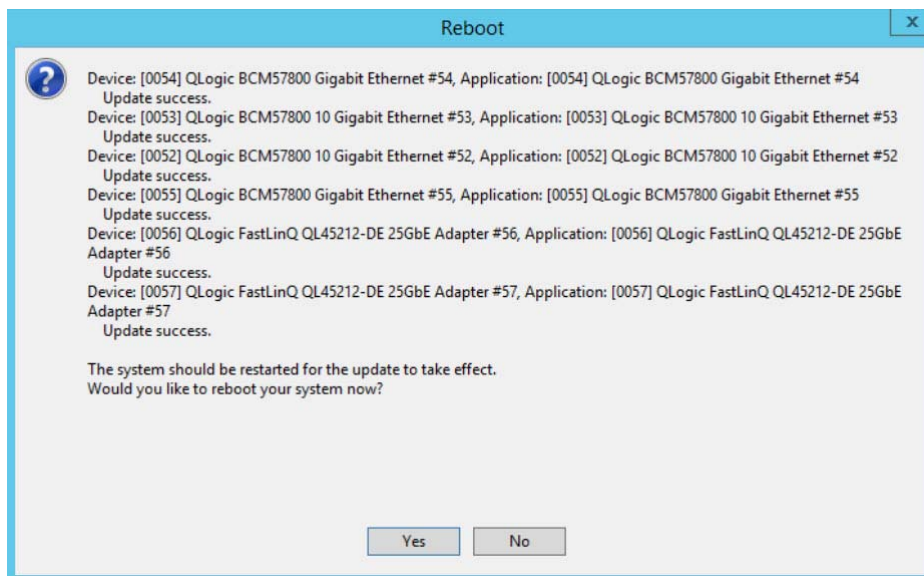 Reboot
x
Device: [0054] QLogic BCM57800 Gigabit Ethernet #54, Application: [0054] QLogic BCM57800 Gigabit Ethernet #54
Update success.
Device: [0053] QLogic BCM57800 10 Gigabit Ethernet #53, Application: [0053] QLogic BCM57800 10 Gigabit Ethernet #53
Update success.
Device: [0052] QLogic BCM57800 10 Gigabit Ethernet #52, Application: [0052] QLogic BCM57800 10 Gigabit Ethernet #52
Update success.
Device: [0055] QLogic BCM57800 Gigabit Ethernet #55, Application: [0055] QLogic BCM57800 Gigabit Ethernet #55
Update success.
Device: [0056] QLogic FastLinQ QL45212-DE 25GbE Adapter #56, Application: [0056] QLogic FastLinQ QL45212-DE 25GbE
Adapter #56
Update success.
Device: [0057] QLogic FastLinQ QL45212-DE 25GbE Adapter #57, Application: [0057] QLogic FastLinQ QL45212-DE 25GbE
Adapter #57
Update success.
The system should be restarted for the update to take effect.
Would you like to reboot your system now?
Yes
No